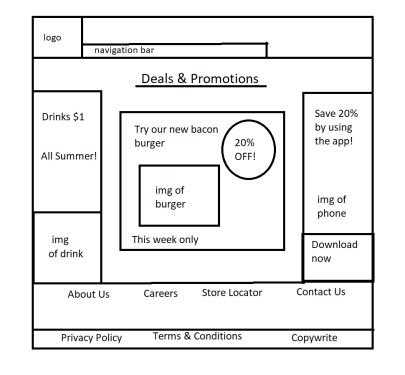 logo
navigation bar
Deals & Promotions
Drinks $1
All Summer!
img
of drink
Try our new bacon
burger
20%
OFF!
img of
burger
This week only
Save 20%
by using
the app!
img of
phone
Download
now
About Us
Careers
Store Locator
Contact Us
Privacy Policy
Terms & Conditions
Copywrite